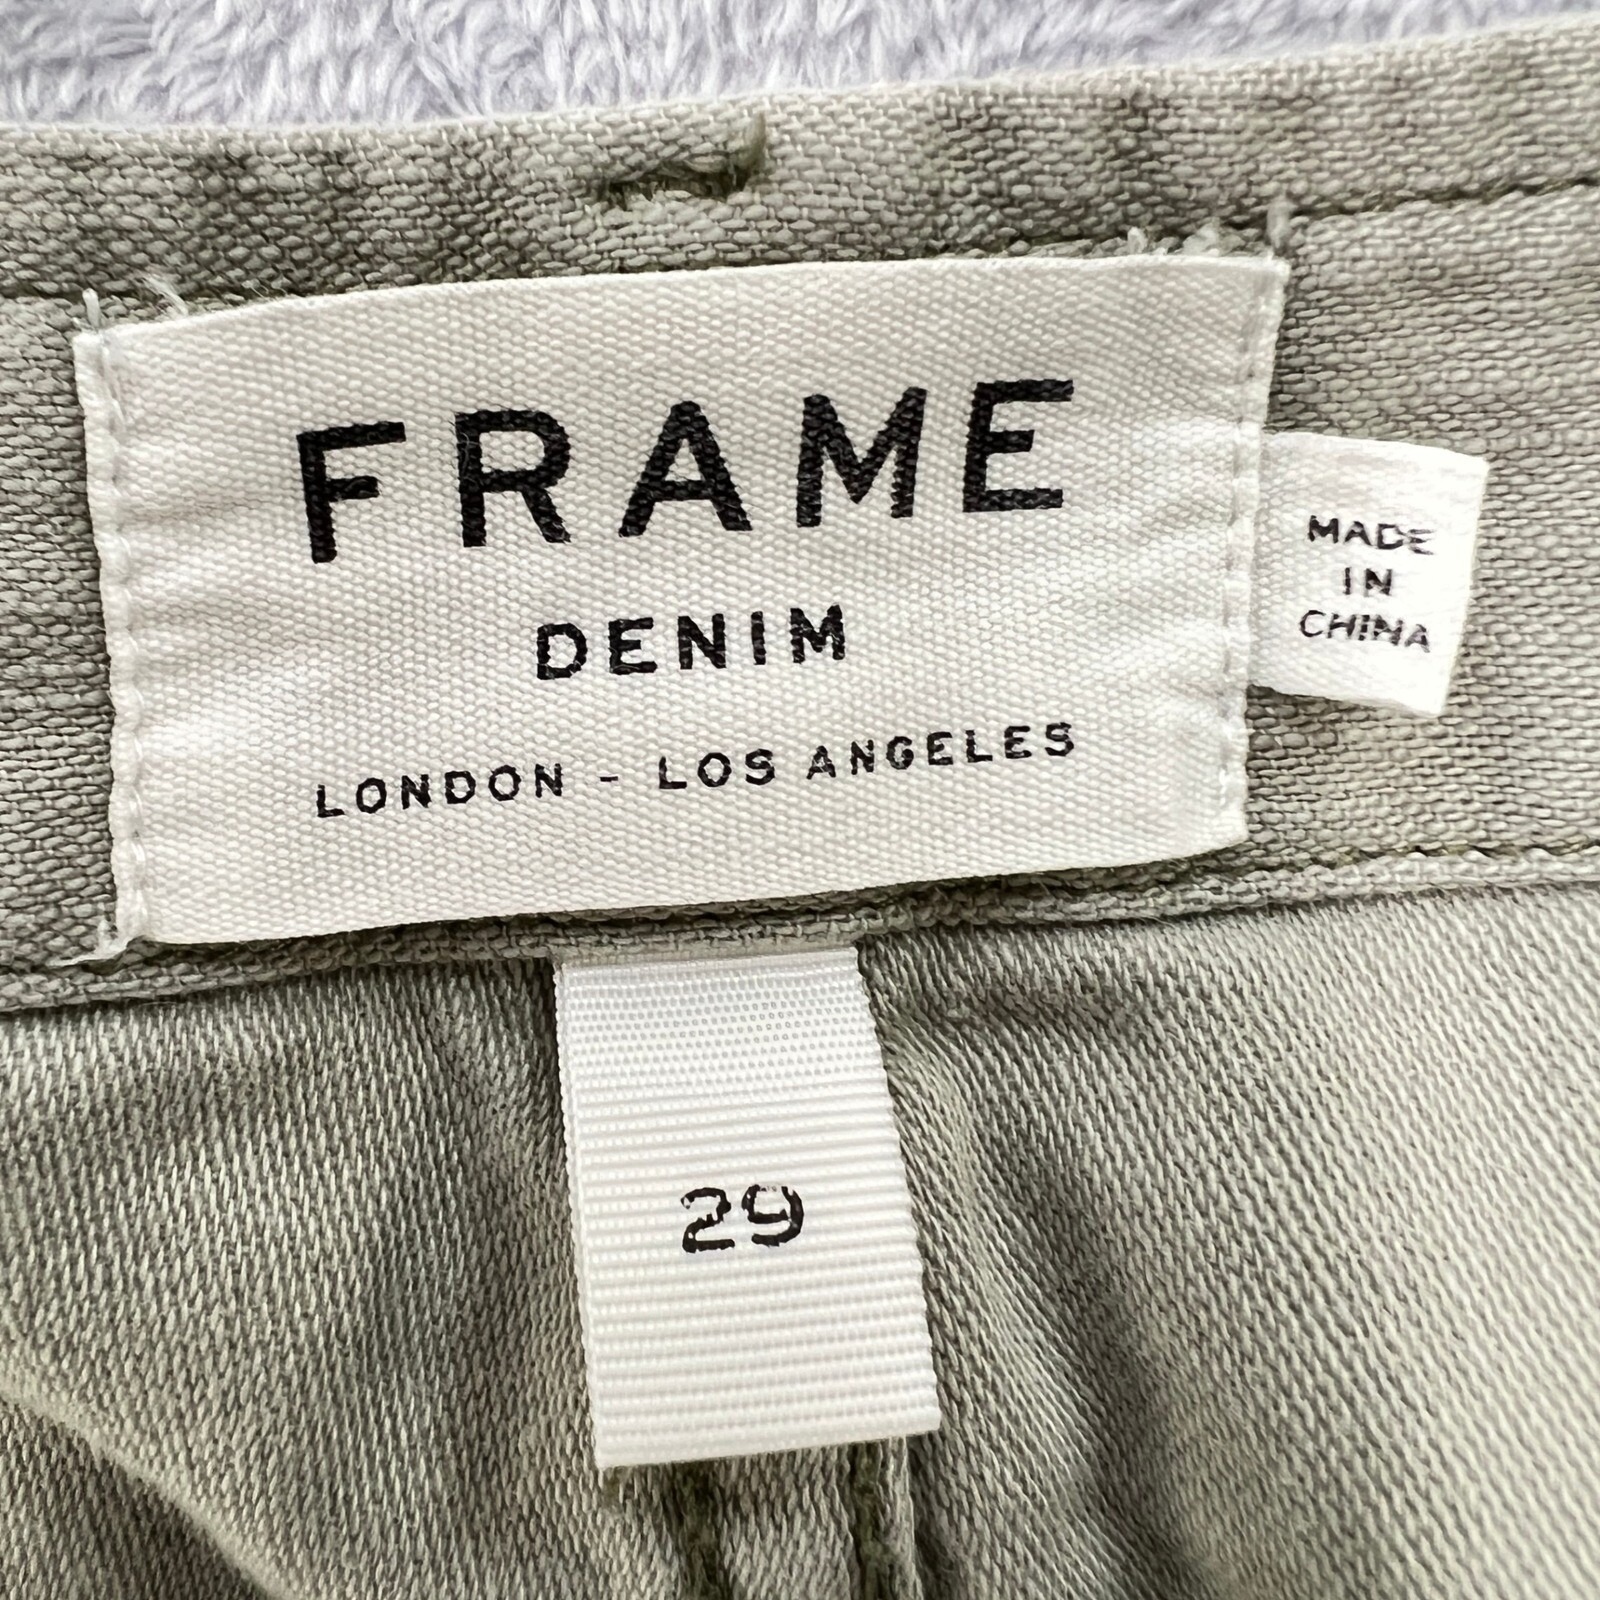 FRAME
DENIM
LONDON - LOS ANGELES
MADE
IN
CHINA
29